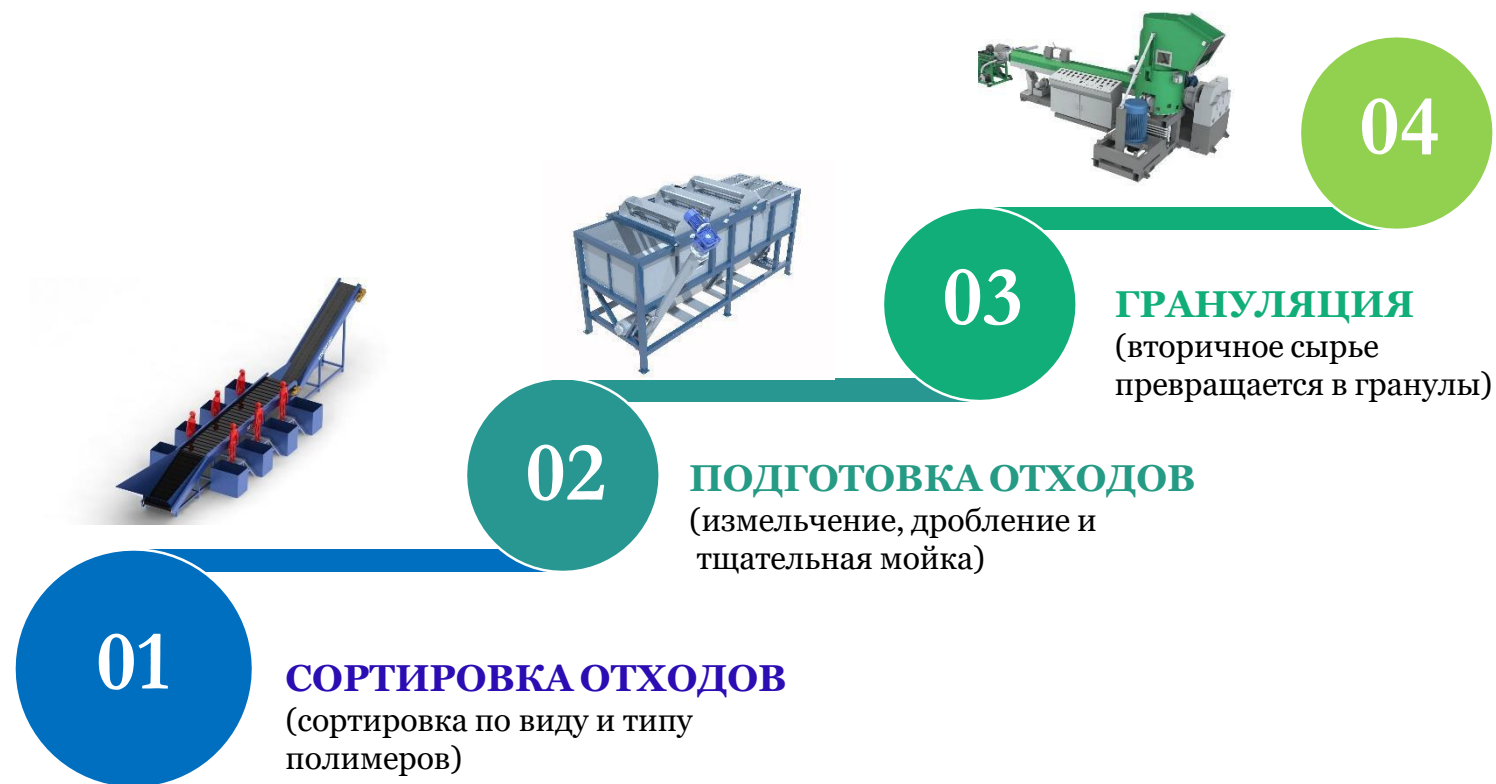 04
03
ГРАНУЛЯЦИЯ
(вторичное сырье
превращается в гранулы)
02
ПОДГОТОВКА ОТХОДОВ
(измельчение, дробление и
тщательная мойка)
01
СОРТИРОВКА ОТХОДОВ
(сортировка по виду и типу
полимеров)